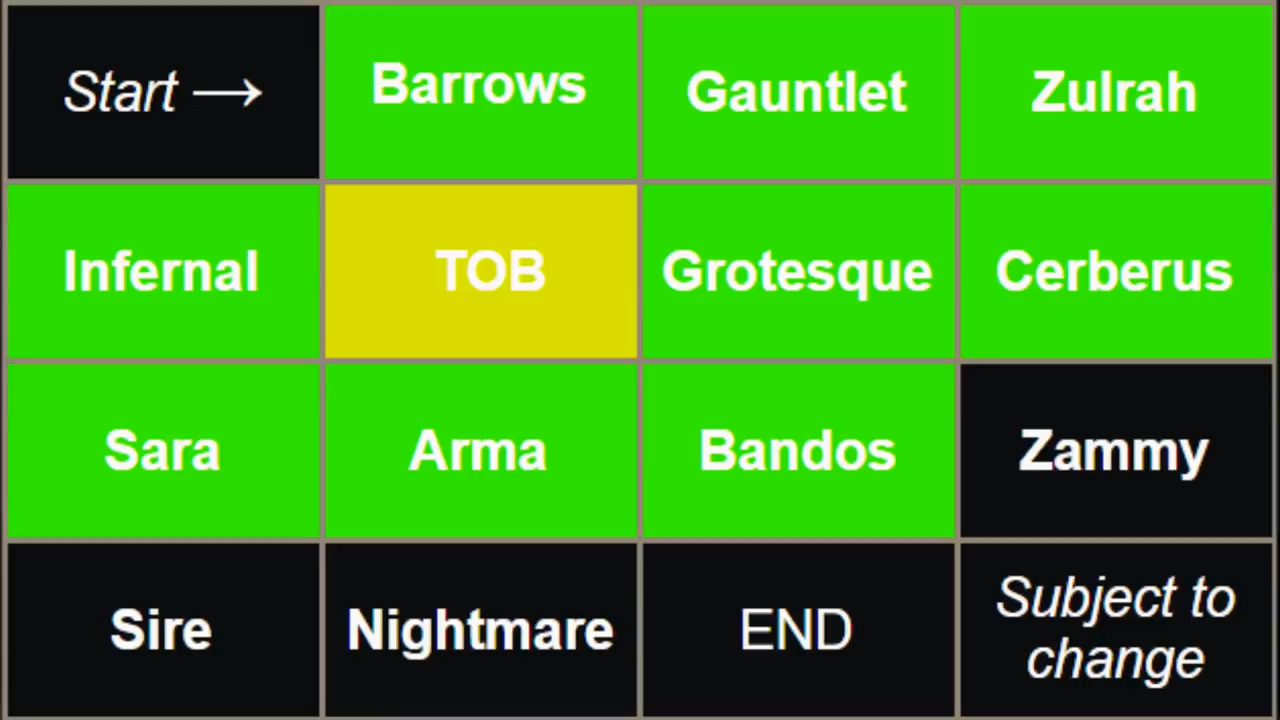 Start →
Barrows
Gauntlet
Zulrah
Infernal
TOB
Grotesque
Cerberus
Sara
Arma
Bandos
Zammy
Sire
Nightmare
END
Subject to
change